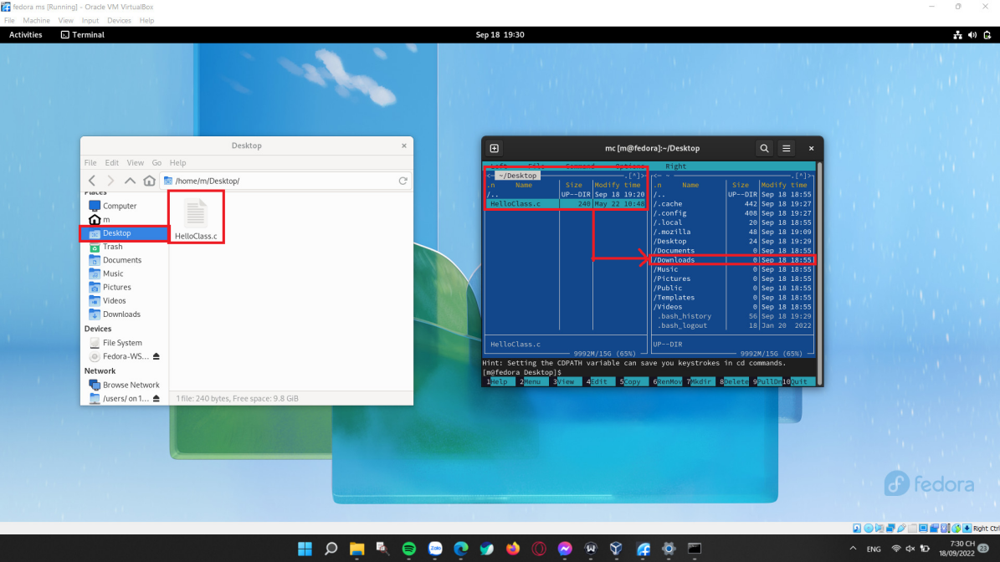 fedora ms [Running] - Oracle VM VirtualBox
File Machine View Input Devices Help
Activities Terminal Sep 18 19:30
Desktop
File Edit View Go Help
/home/m/Desktop/
Places
Computer
m
Desktop
Trash
Documents
Music
Pictures
Videos
Downloads
Devices
File System
Fedora-WS...
Network
Browse Network
/users/ on 1...
HelloClass.c
1 file: 240 bytes, Free space: 9.8 GiB
mc [m@fedora]:~/Desktop
Left File Command Options Right
<- ~/Desktop .[^]>
.n Name Size Modify time
/.. UP--DIR Sep 18 19:20
HelloClass.c 240 May 22 10:48
HelloClass.c
9992M/15G (65%)
<- ~ .[^]>
.n Name Size Modify time
/.. UP--DIR Sep 18 18:55
/.cache 442 Sep 18 19:27
/.config 408 Sep 18 19:27
/.local 20 Sep 18 18:55
/.mozilla 48 Sep 18 19:09
/Desktop 24 Sep 18 19:29
/Documents 0 Sep 18 18:55
/Downloads 0 Sep 18 18:55
/Music 0 Sep 18 18:55
/Pictures 0 Sep 18 18:55
/Public 0 Sep 18 18:55
/Templates 0 Sep 18 18:55
/Videos 0 Sep 18 18:55
.bash_history 56 Sep 18 19:29
.bash_logout 18 Jan 20 2022
UP--DIR
9992M/15G (65%)
Hint: Setting the CDPATH variable can save you keystrokes in cd commands.
[m@fedora Desktop]$
1Help 2Menu 3View 4Edit 5Copy 6RenMov 7Mkdir 8Delete 9PullDn 10Quit
fedora
Right Ctrl
Zalo
ENG
7:30 CH
18/09/2022
23